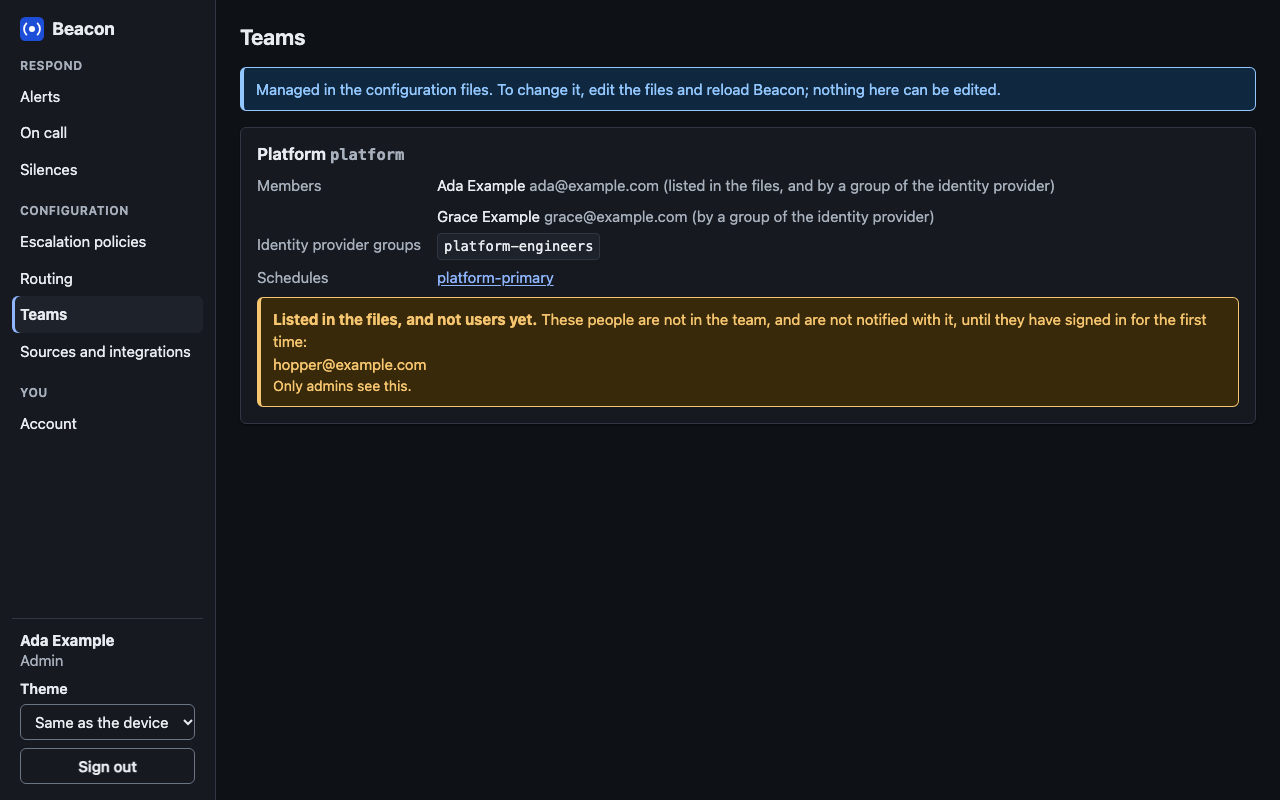 Beacon
RESPOND
Alerts
On call
Silences
CONFIGURATION
Escalation policies
Routing
Teams
Sources and integrations
YOU
Account
Ada Example
Admin
Theme
Same as the device
Sign out
Teams
Managed in the configuration files. To change it, edit the files and reload Beacon; nothing here can be edited.
Platform platform
Members
Ada Example ada@example.com (listed in the files, and by a group of the identity provider)
Grace Example grace@example.com (by a group of the identity provider)
Identity provider groups
platform-engineers
Schedules
platform-primary
Listed in the files, and not users yet. These people are not in the team, and are not notified with it, until they have signed in for the first
time:
hopper@example.com
Only admins see this.